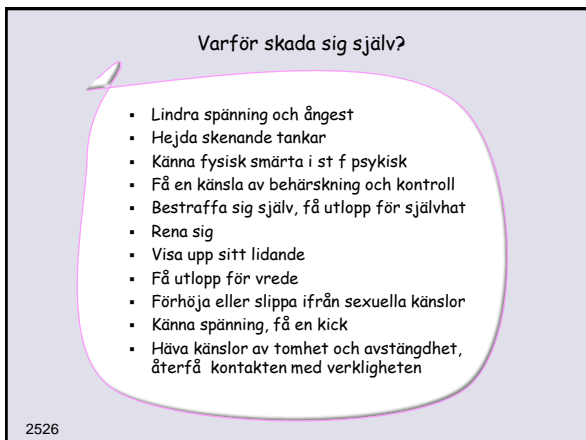 Varför skada sig själv?
▪ Lindra spänning och ångest
▪ Hejda skenande tankar
▪ Känna fysisk smärta i st f psykisk
▪ Få en känsla av behärskning och kontroll
▪ Bestraffa sig själv, få utlopp för självhat
▪ Rena sig
▪ Visa upp sitt lidande
▪ Få utlopp för vrede
▪ Förhöja eller slippa ifrån sexuella känslor
▪ Känna spänning, få en kick
▪ Häva känslor av tomhet och avstängdhet,
återfå kontakten med verkligheten
2526